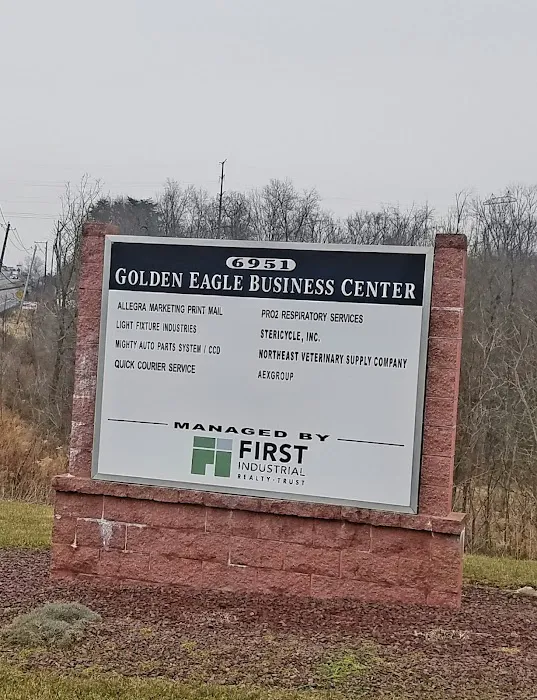 6951
GOLDEN EAGLE BUSINESS CENTER
ALLEGRA MARKETING PRINT MAIL
LIGHT FIXTURE INDUSTRIES
MIGHTY AUTO PARTS SYSTEM / CCD
QUICK COURIER SERVICE
PRO2 RESPIRATORY SERVICES
STERICYCLE, INC.
NORTHEAST VETERINARY SUPPLY COMPANY
AEXGROUP
MANAGED BY
FIRST
INDUSTRIAL
REALTY · TRUST